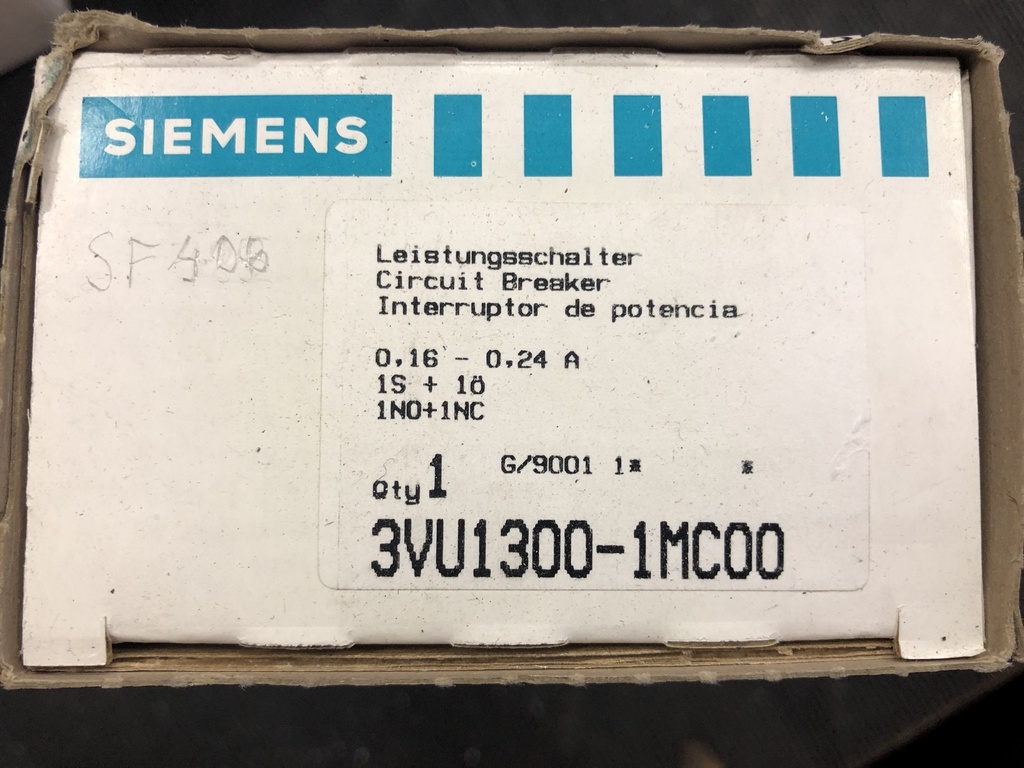 SIEMENS
Leistungsschalter
Circuit Breaker
Interruptor de potencia
0,16 - 0,24 A
1S + 1Ö
1NO+1NC
Qty 1 G/9001 1* *
3VU1300-1MC00